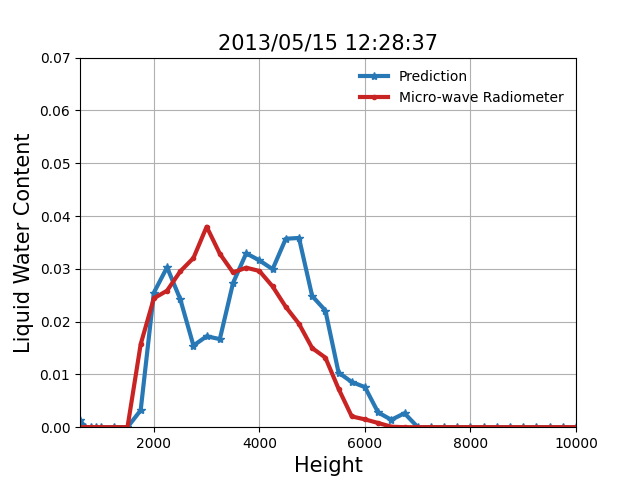 2013/05/15 12:28:37
Prediction
Micro-wave Radiometer
Liquid Water Content
0.07
0.06
0.05
0.04
0.03
0.02
0.01
0.00
2000 4000 6000 8000 10000
Height